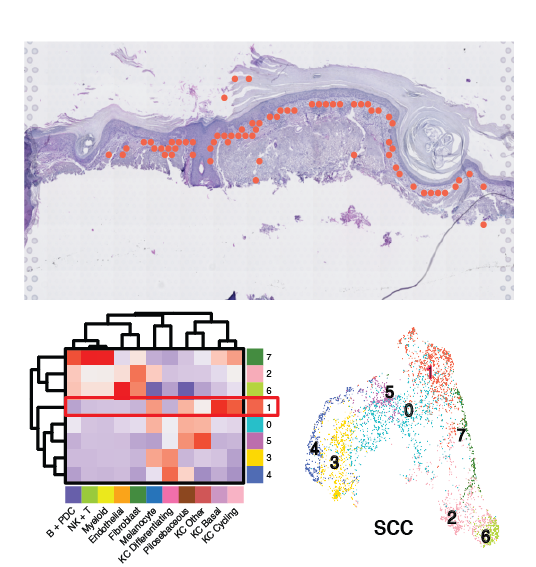 7
2
6
1
0
5
3
4
B + PDC
NK + T
Myeloid
Endothelial
Fibroblast
Melanocyte
KC Differentiating
Pilosebaceous
KC Other
KC Basal
KC Cycling
1
5
0
7
4
3
2
6
SCC